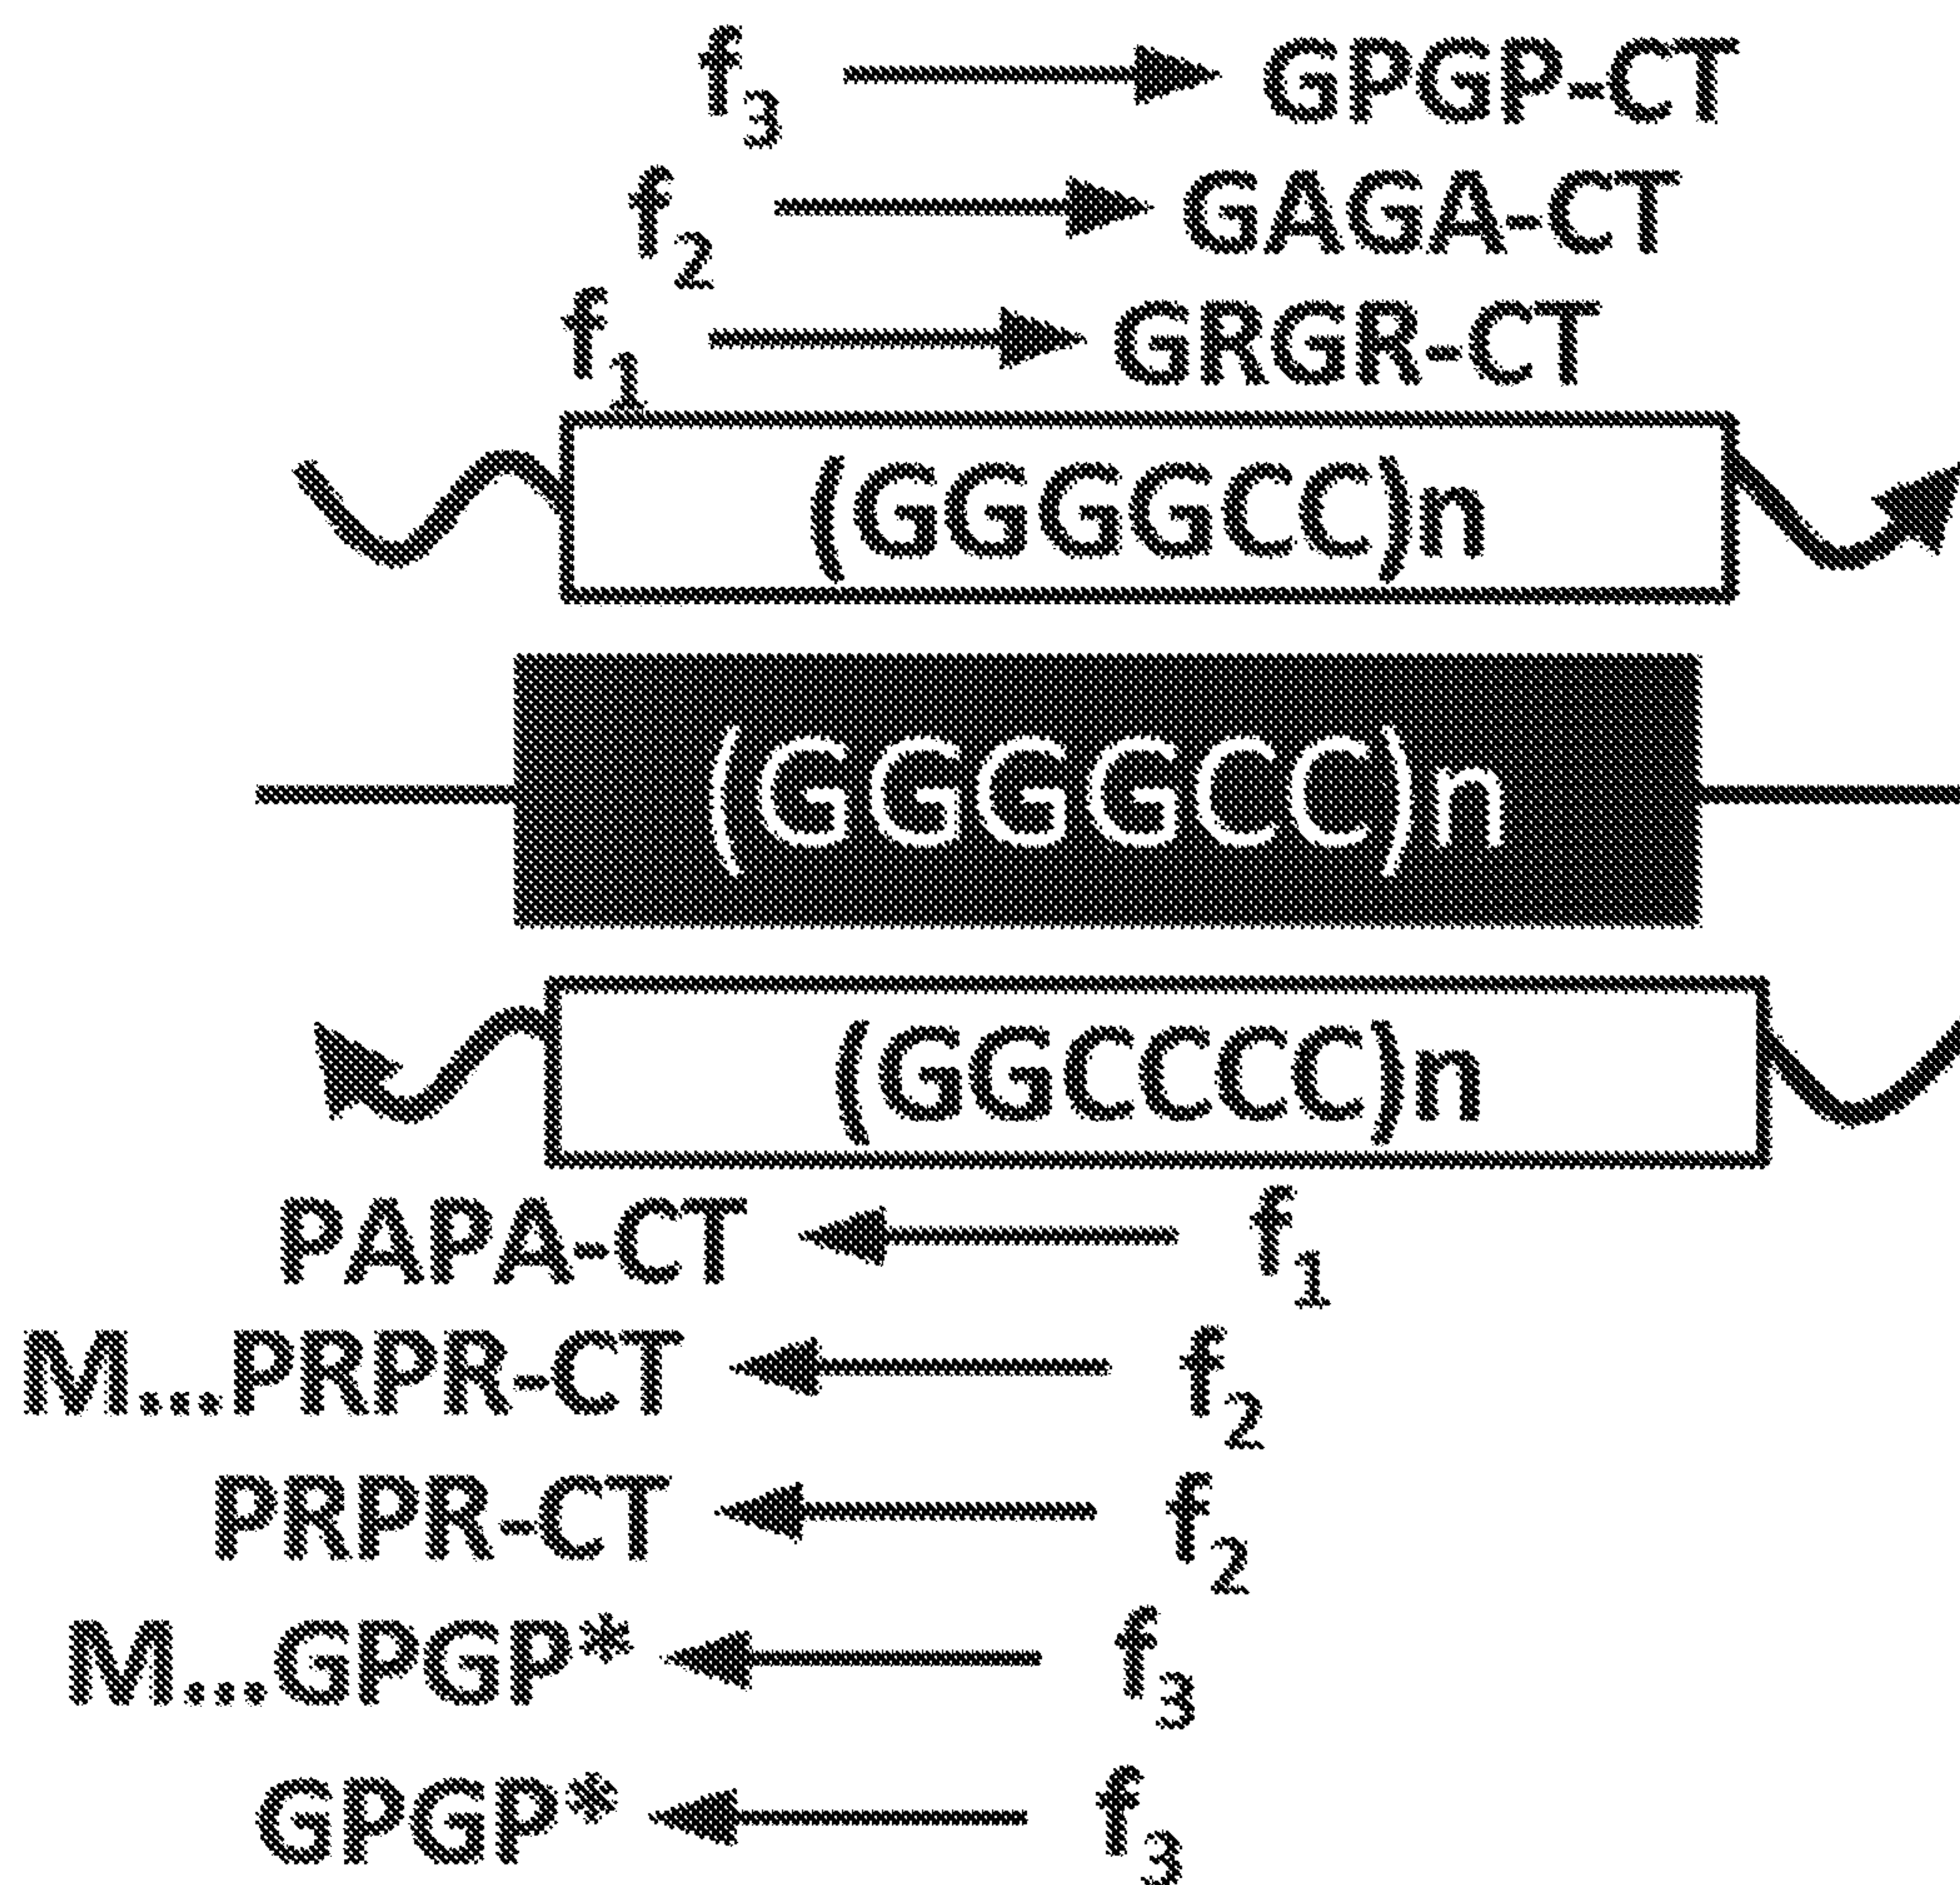 f3 GPGP-CT
f2 GAGA-CT
f1 GRGR-CT
(GGGGCC)n
(GGGGCC)n
(GGCCCC)n
PAPA-CT f1
M...PRPR-CT f2
PRPR-CT f2
M...GPGP* f3
GPGP* f3